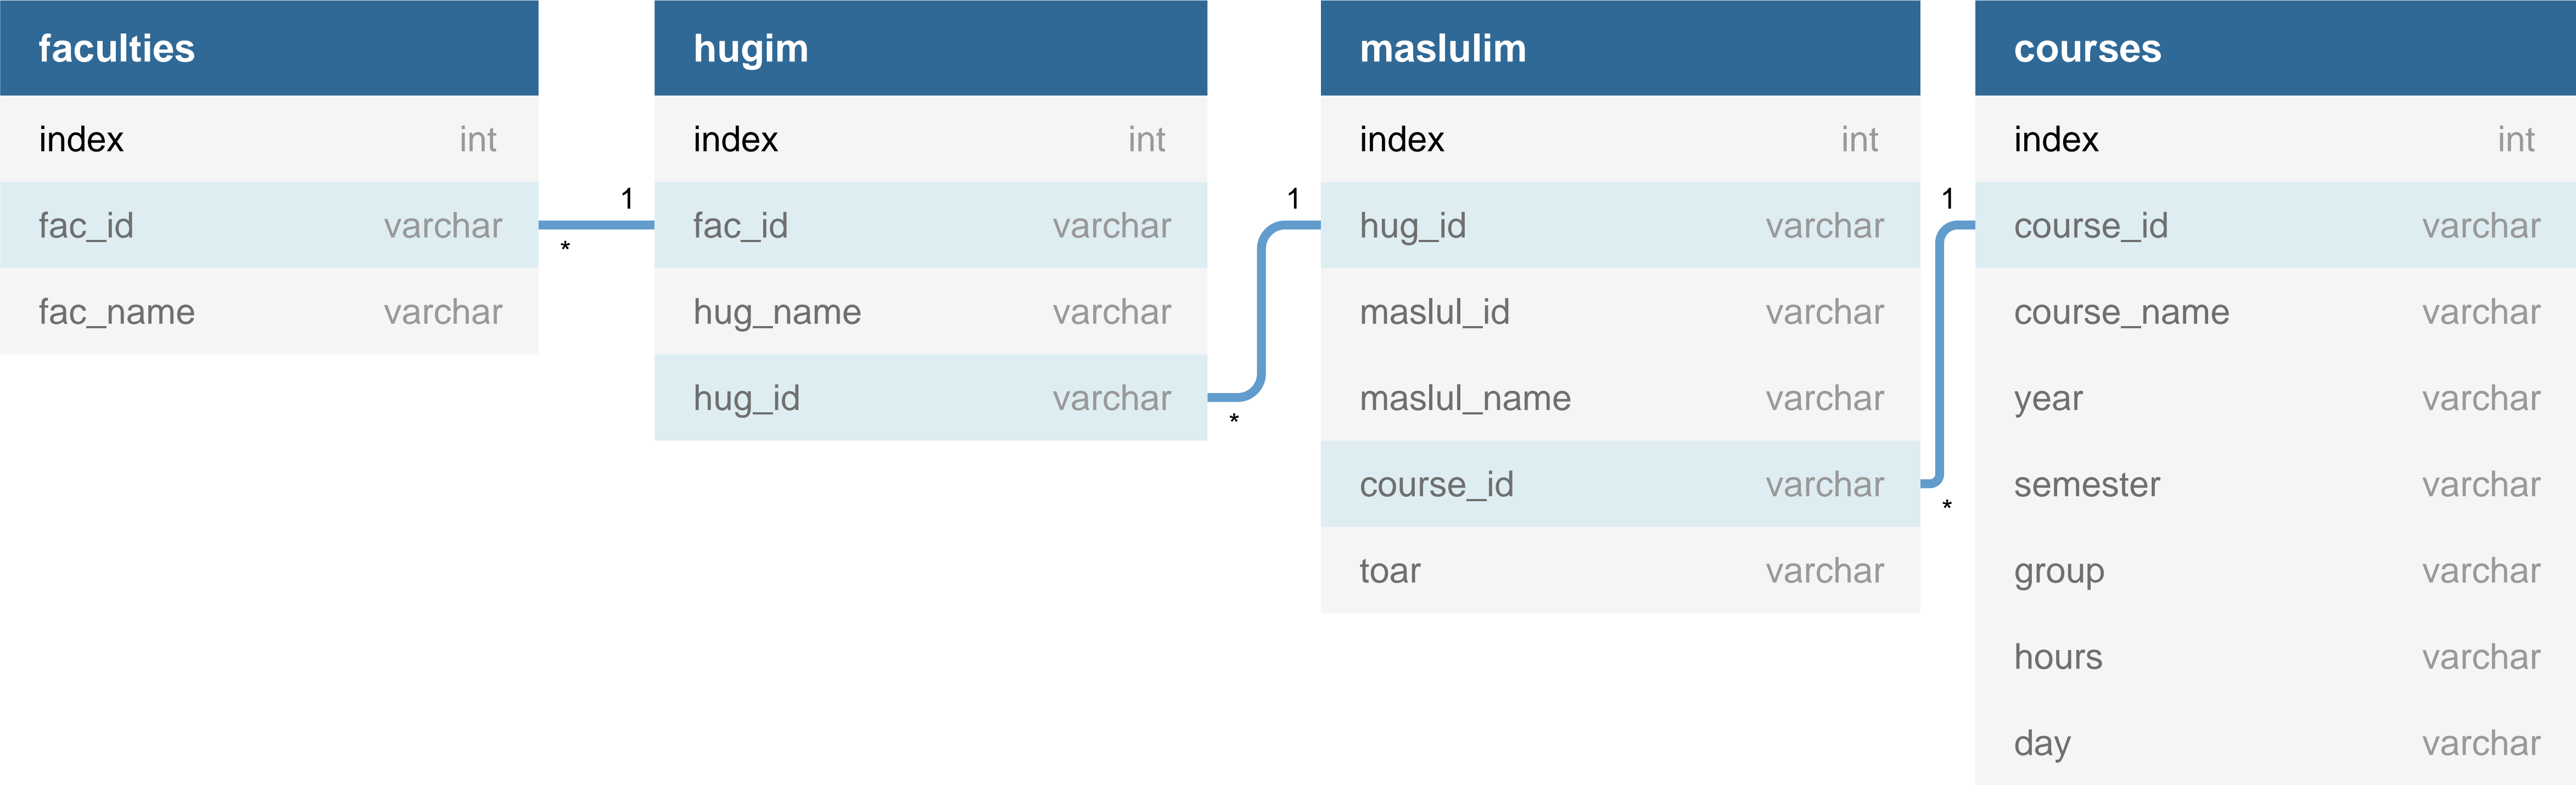 faculties
index int
fac_id varchar
fac_name varchar
1
*
hugim
index int
fac_id varchar
hug_name varchar
hug_id varchar
1
*
maslulim
index int
hug_id varchar
maslul_id varchar
maslul_name varchar
course_id varchar
toar varchar
1
*
courses
index int
course_id varchar
course_name varchar
year varchar
semester varchar
group varchar
hours varchar
day varchar